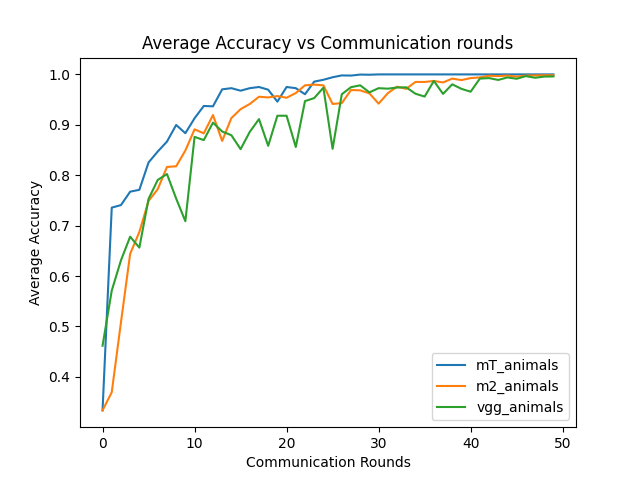 Average Accuracy vs Communication rounds
Average Accuracy
1.0
0.9
0.8
0.7
0.6
0.5
0.4
0 10 20 30 40 50
Communication Rounds
mT_animals
m2_animals
vgg_animals